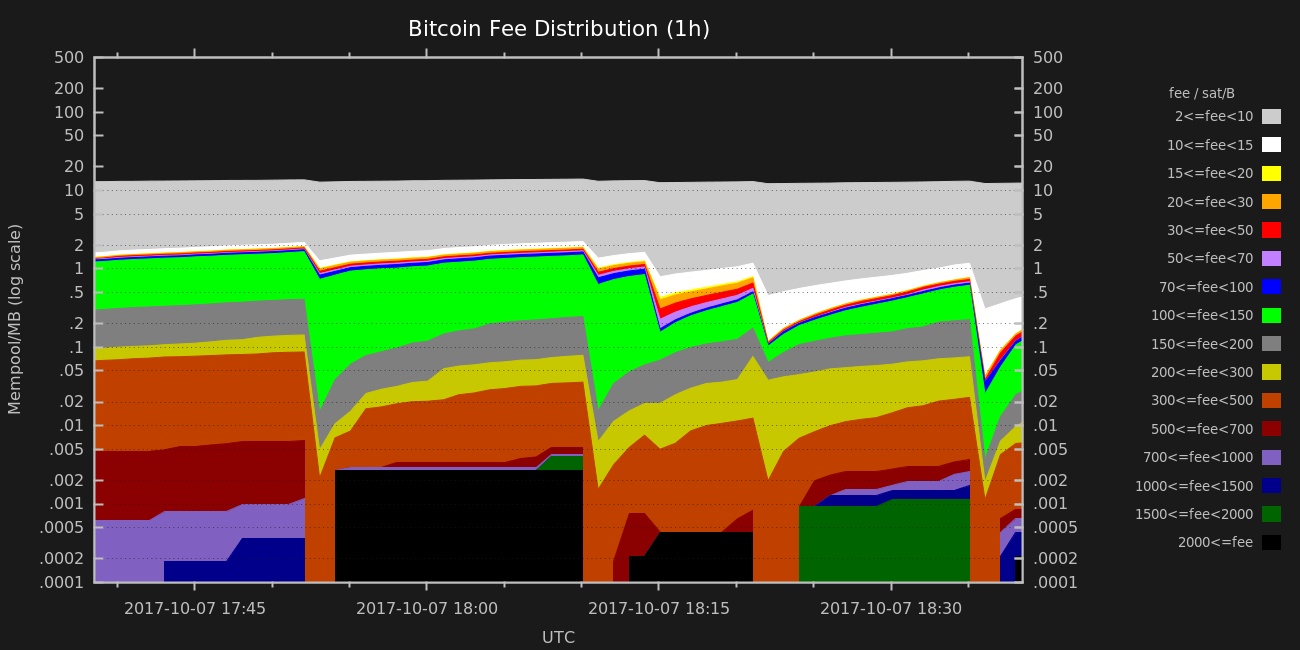 Bitcoin Fee Distribution (1h)
500
200
100
50
20
10
5
2
1
.5
.2
.1
.05
.02
.01
.005
.002
.001
.0005
.0002
.0001
Mempool/MB (log scale)
500
200
100
50
20
10
5
2
1
.5
.2
.1
.05
.02
.01
.005
.002
.001
.0005
.0002
.0001
2017-10-07 17:45
2017-10-07 18:00
2017-10-07 18:15
2017-10-07 18:30
UTC
fee / sat/B
2<=fee<10
10<=fee<15
15<=fee<20
20<=fee<30
30<=fee<50
50<=fee<70
70<=fee<100
100<=fee<150
150<=fee<200
200<=fee<300
300<=fee<500
500<=fee<700
700<=fee<1000
1000<=fee<1500
1500<=fee<2000
2000<=fee